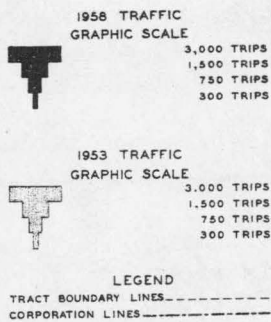 1958 TRAFFIC
GRAPHIC SCALE
3,000 TRIPS
1,500 TRIPS
750 TRIPS
300 TRIPS
1953 TRAFFIC
GRAPHIC SCALE
3,000 TRIPS
1,500 TRIPS
750 TRIPS
300 TRIPS
LEGEND
TRACT BOUNDARY LINES
CORPORATION LINES